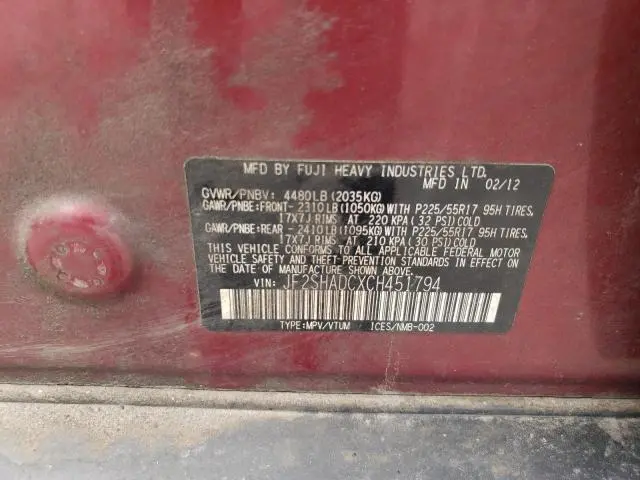 MFD BY FUJI HEAVY INDUSTRIES LTD.
MFD IN 02/12
GVWR/PNBV: 4480LB (2035KG)
GAWR/PNBE:FRONT- 2310LB(1050KG)WITH P225/55R17 95H TIRES,
17X7J RIMS AT 220 KPA (32 PSI) COLD
GAWR/PNBE:REAR - 2410LB(1095KG)WITH P225/55R17 95H TIRES,
17X7J RIMS AT 210 KPA (30 PSI) COLD
THIS VEHICLE CONFORMS TO ALL APPLICABLE FEDERAL MOTOR
VEHICLE SAFETY AND THEFT-PREVENTION STANDARDS IN EFFECT ON
THE DATE OF MANUFACTURE SHOWN ABOVE.
VIN: JF2SHADCXCH451794
TYPE:MPV/VTUM ICES/NMB-002